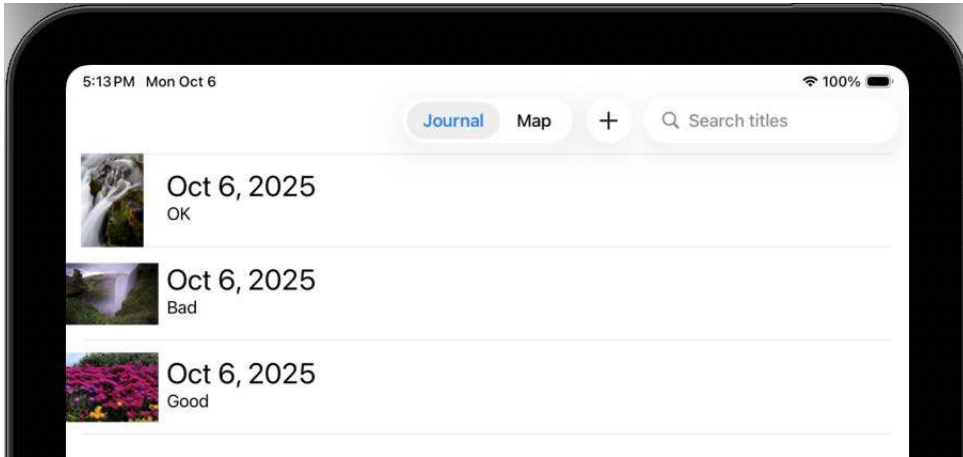 5:13 PM Mon Oct 6 100%
Journal Map + Search titles
Oct 6, 2025
OK
Oct 6, 2025
Bad
Oct 6, 2025
Good